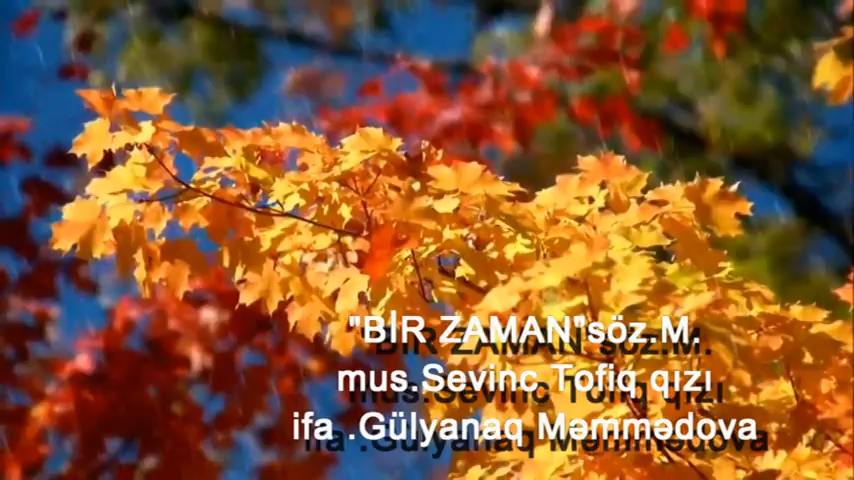 "BİR ZAMAN"söz.M.
mus.Sevinc Tofiq qızı
ifa .Gülyanaq Məmmədova